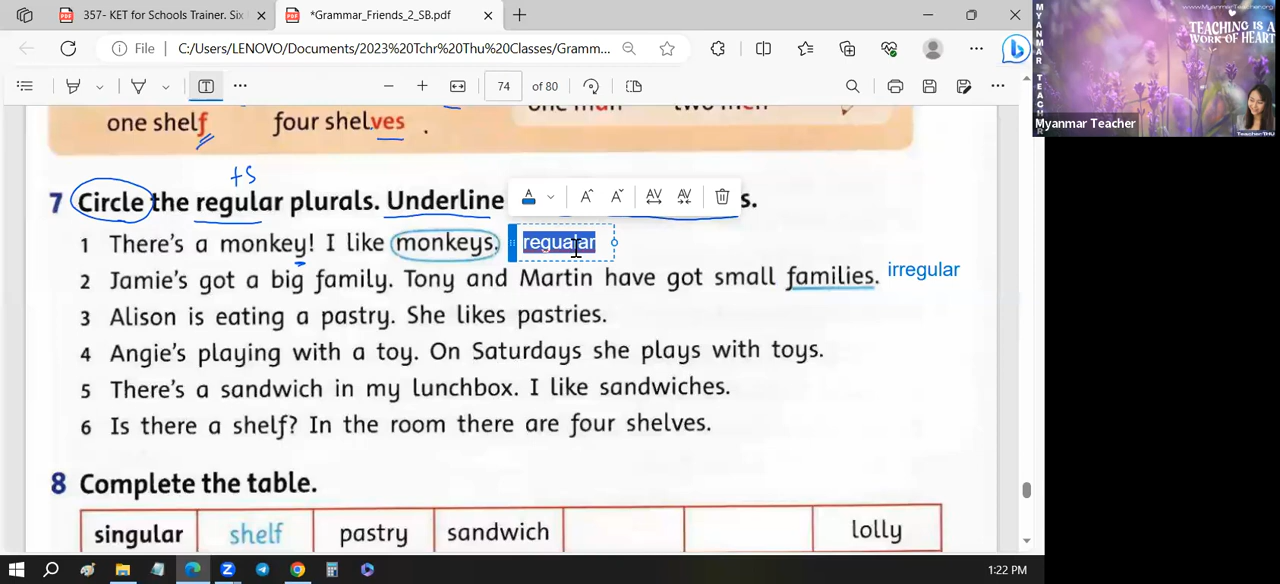 357- KET for Schools Trainer. Six
*Grammar_Friends_2_SB.pdf
File
C:/Users/LENOVO/Documents/2023%20Tchr%20Thu%20Classes/Gramm...
74 of 80
one man two men
one shelf four shelves .
+s
7 Circle the regular plurals. Underline s.
1 There's a monkey! I like monkeys. regualar
2 Jamie's got a big family. Tony and Martin have got small families. irregular
3 Alison is eating a pastry. She likes pastries.
4 Angie's playing with a toy. On Saturdays she plays with toys.
5 There's a sandwich in my lunchbox. I like sandwiches.
6 Is there a shelf? In the room there are four shelves.
8 Complete the table.
singular shelf pastry sandwich lolly
1:22 PM
MYANMAR TEACHER
TEACHING IS A
WORK OF HEART
Teacher THU
Myanmar Teacher